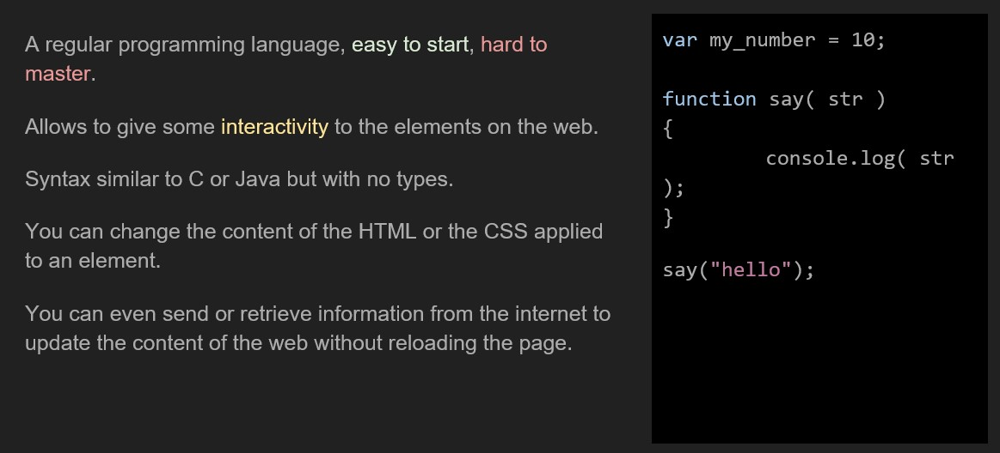 A regular programming language, easy to start, hard to
master.
Allows to give some interactivity to the elements on the web.
Syntax similar to C or Java but with no types.
You can change the content of the HTML or the CSS applied
to an element.
You can even send or retrieve information from the internet to
update the content of the web without reloading the page.
var my_number = 10;
function say( str )
{
console.log( str
);
}
say("hello");